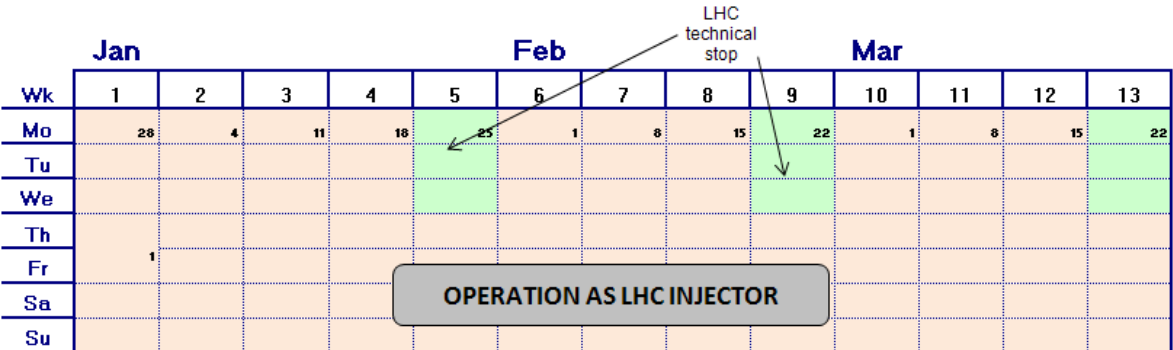 LHC
technical
stop
Jan Feb Mar
Wk 1 2 3 4 5 6 7 8 9 10 11 12 13
Mo 28 4 11 18 25 1 8 15 22 1 8 15 22
Tu
We
Th
1
Fr
Sa
OPERATION AS LHC INJECTOR
Su